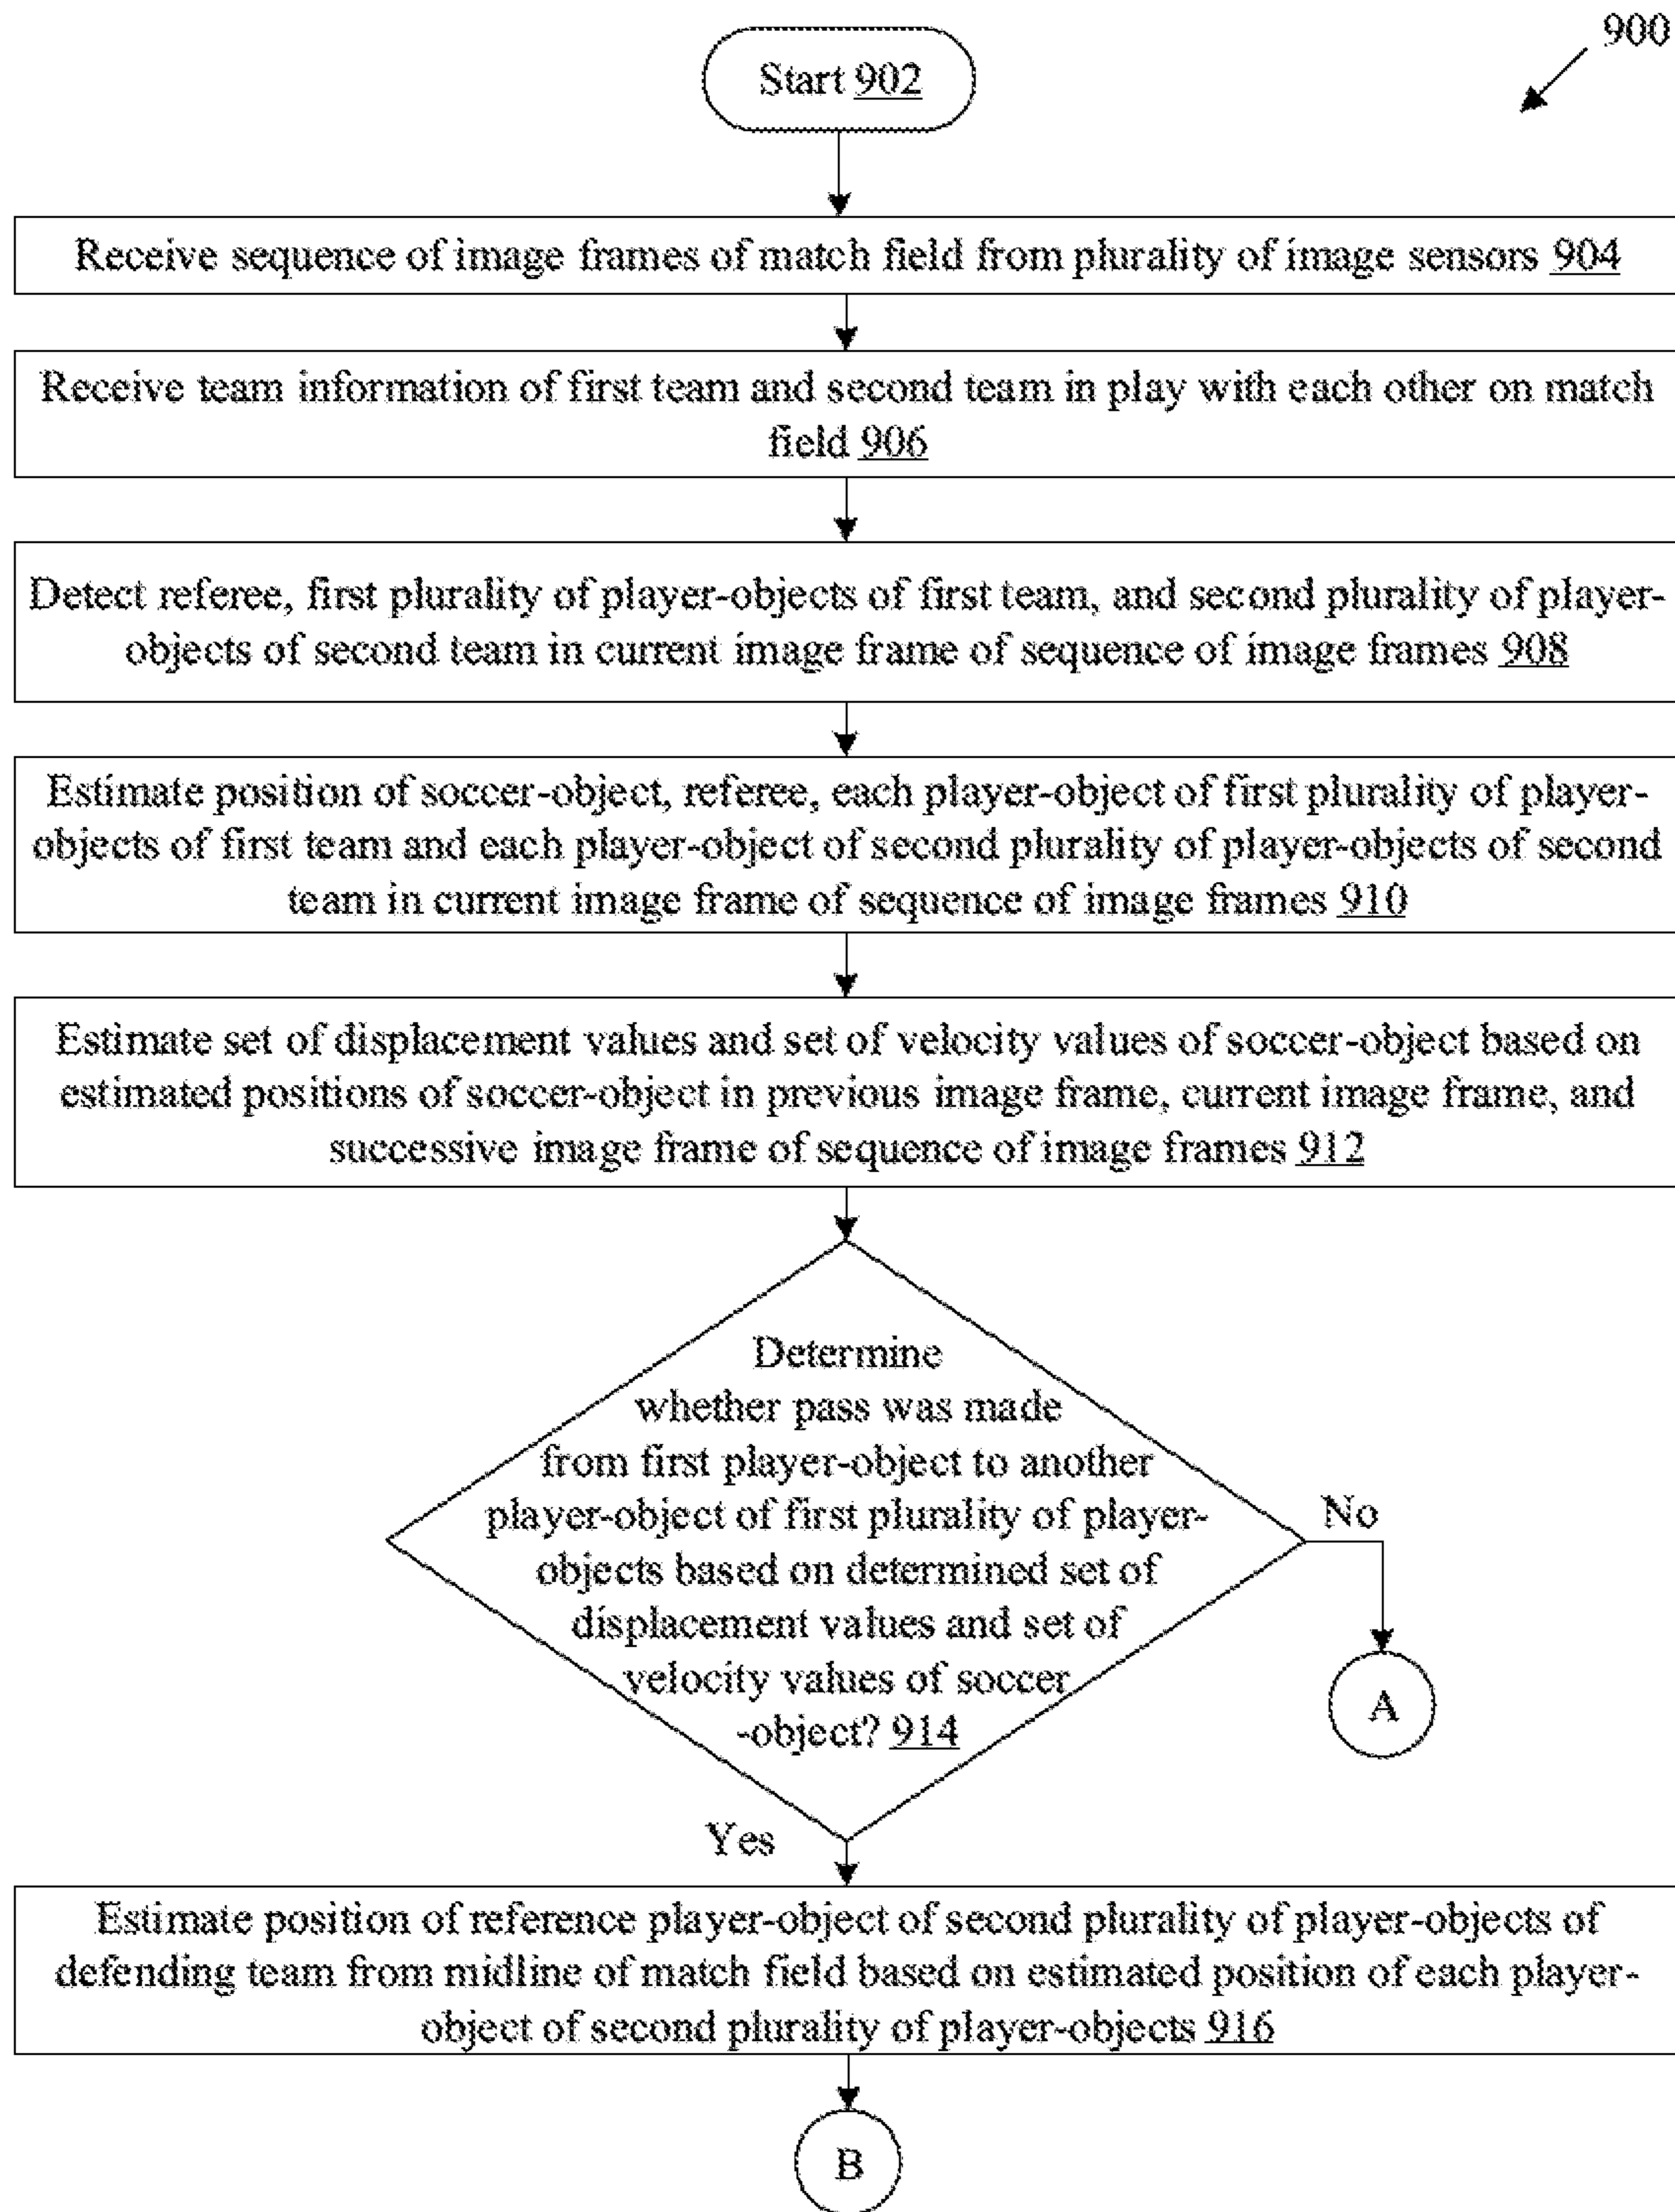 900
Start 902
Receive sequence of image frames of match field from plurality of image sensors 904
Receive team information of first team and second team in play with each other on match
field 906
Detect referee, first plurality of player-objects of first team, and second plurality of player-
objects of second team in current image frame of sequence of image frames 908
Estimate position of soccer-object, referee, each player-object of first plurality of player-
objects of first team and each player-object of second plurality of player-objects of second
team in current image frame of sequence of image frames 910
Estimate set of displacement values and set of velocity values of soccer-object based on
estimated positions of soccer-object in previous image frame, current image frame, and
successive image frame of sequence of image frames 912
Determine
whether pass was made
from first player-object to another
player-object of first plurality of player-
objects based on determined set of
displacement values and set of
velocity values of soccer
-object? 914
No
A
Yes
Estimate position of reference player-object of second plurality of player-objects of
defending team from midline of match field based on estimated position of each player-
object of second plurality of player-objects 916
B